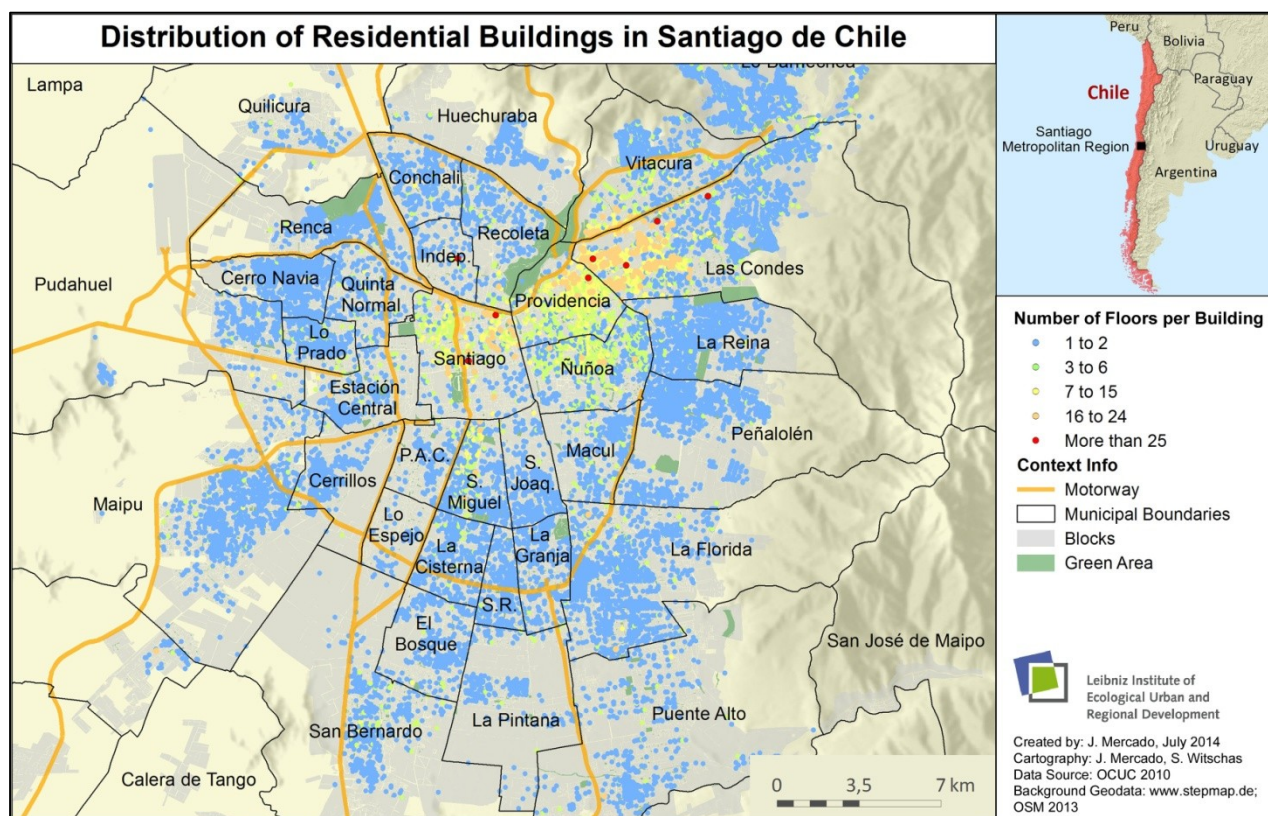 Distribution of Residential Buildings in Santiago de Chile
Lampa
Quilicura
Huechuraba
Lo Barnechea
Vitacura
Conchali
Renca
Recoleta
Indep.
Pudahuel
Cerro Navia
Quinta
Normal
Las Condes
Providencia
Lo
Prado
Santiago
Ñuñoa
La Reina
Estación
Central
Peñalolén
P.A.C.
Macul
Cerrillos
S.
Miguel
S.
Joaq.
Maipu
Lo
Espejo
La
Cisterna
La
Granja
La Florida
S.R.
El
Bosque
San José de Maipo
La Pintana
Puente Alto
San Bernardo
Calera de Tango
0 3,5 7 km
Peru
Bolivia
Paraguay
Chile
Santiago
Metropolitan Region
Uruguay
Argentina
Number of Floors per Building
1 to 2
3 to 6
7 to 15
16 to 24
More than 25
Context Info
Motorway
Municipal Boundaries
Blocks
Green Area
Leibniz Institute of
Ecological Urban and
Regional Development
Created by: J. Mercado, July 2014
Cartography: J. Mercado, S. Witschas
Data Source: OCUC 2010
Background Geodata: www.stepmap.de;
OSM 2013